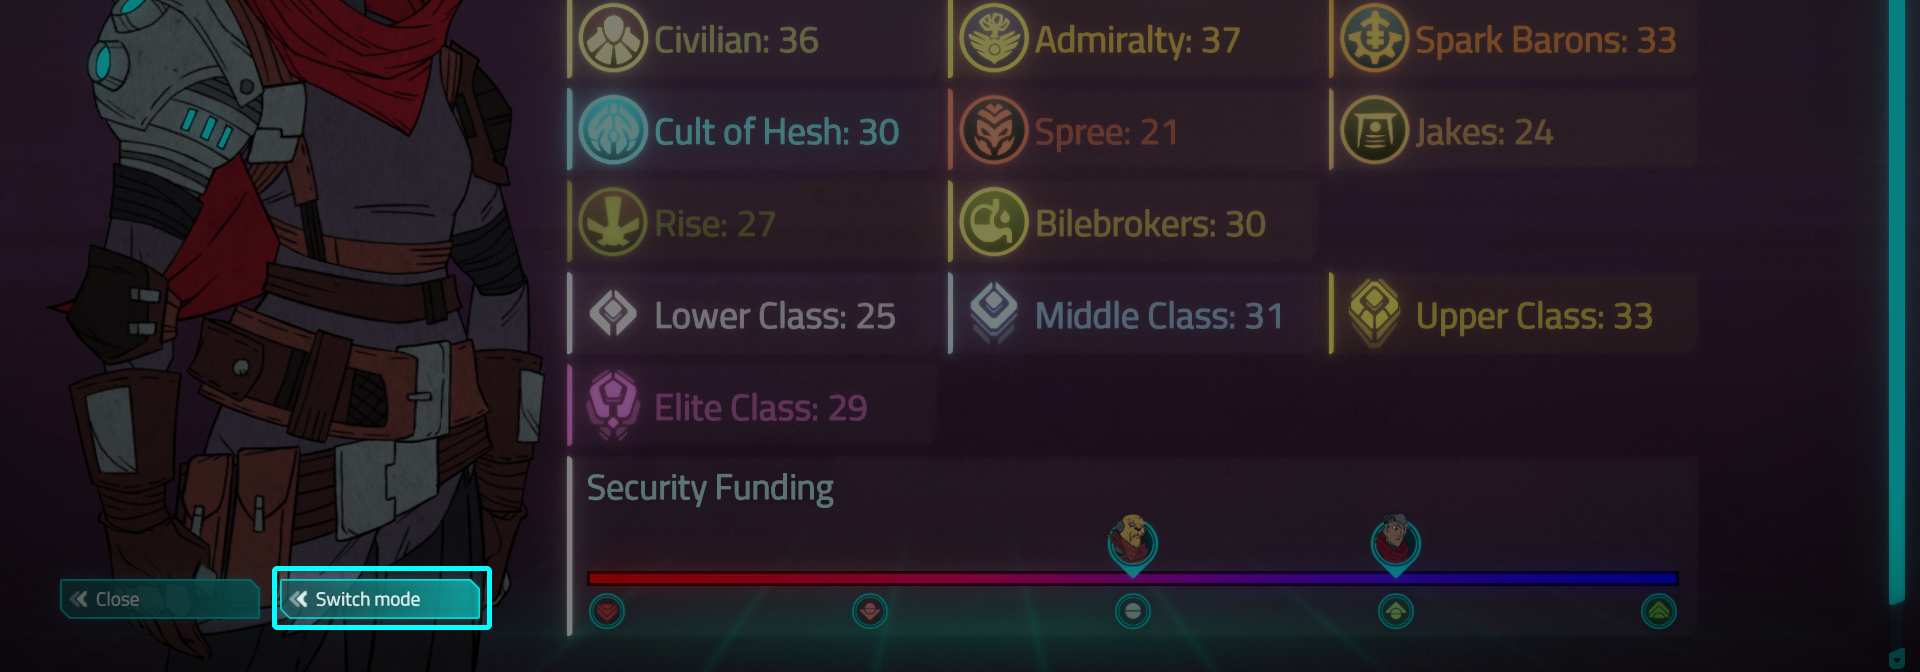 Civilian: 36
Admiralty: 37
Spark Barons: 33
Cult of Hesh: 30
Spree: 21
Jakes: 24
Rise: 27
Bilebrokers: 30
Lower Class: 25
Middle Class: 31
Upper Class: 33
Elite Class: 29
Security Funding
Close
Switch mode